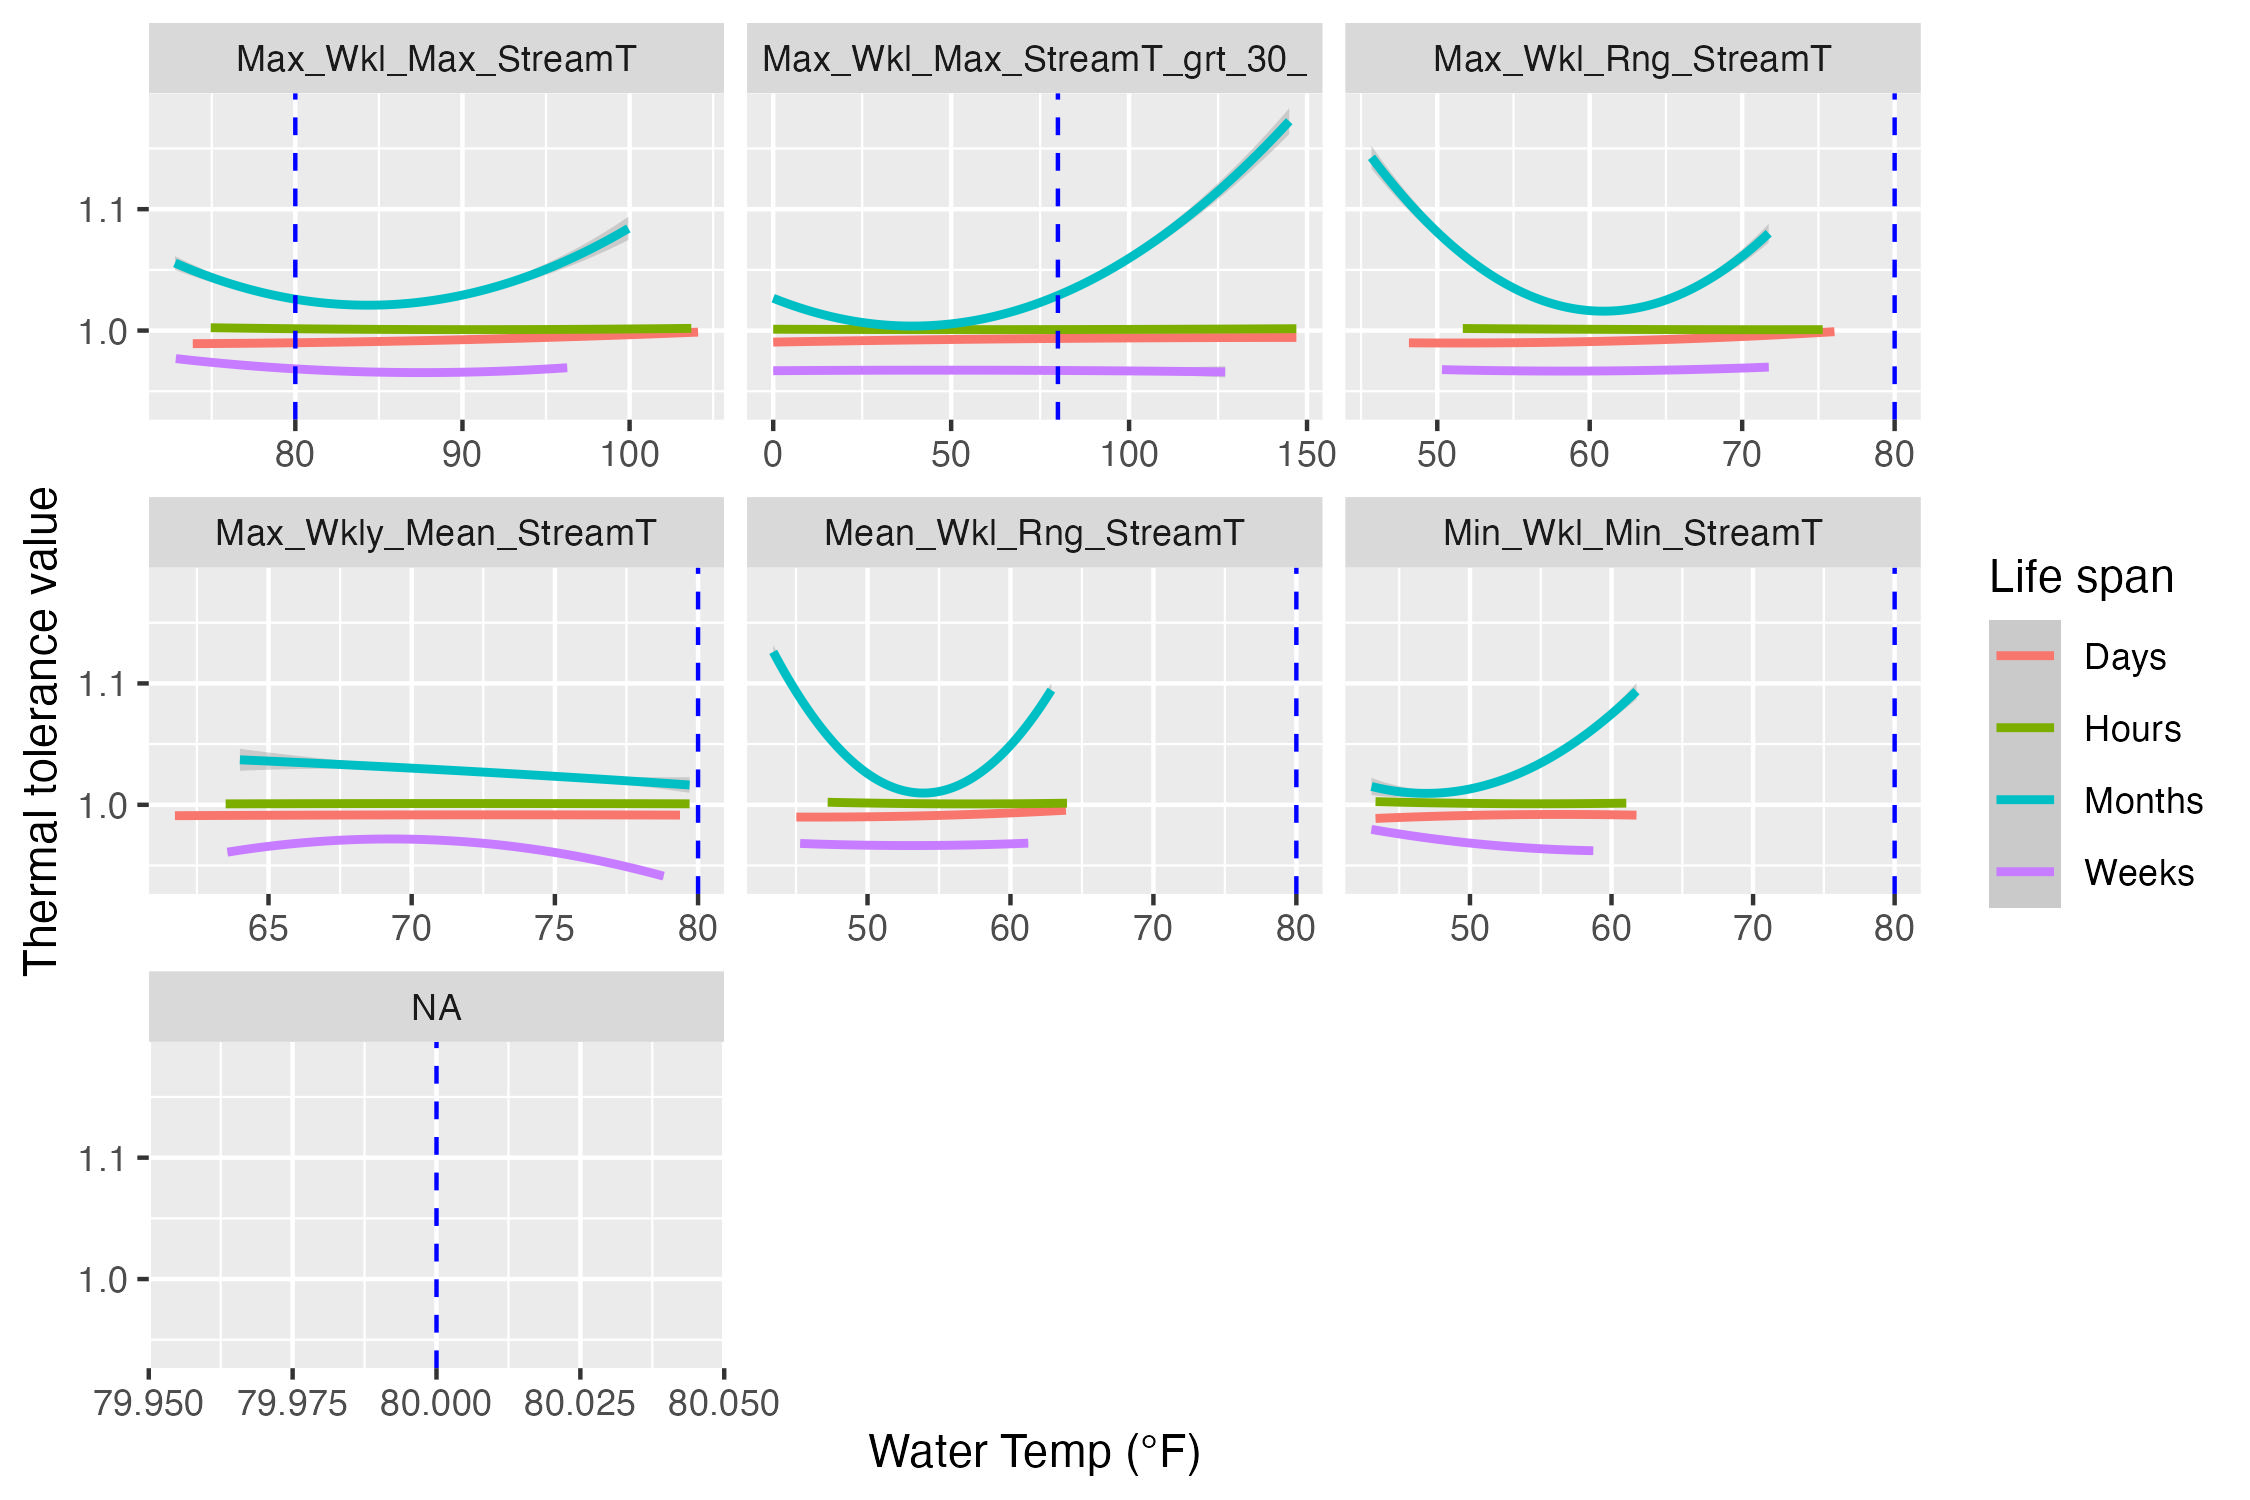 Max_Wkl_Max_StreamT
Max_Wkl_Max_StreamT_grt_30_
Max_Wkl_Rng_StreamT
1.1
1.0
80 90 100
0 50 100 150
50 60 70 80
Max_Wkly_Mean_StreamT
Mean_Wkl_Rng_StreamT
Min_Wkl_Min_StreamT
1.1
1.0
65 70 75 80
50 60 70 80
50 60 70 80
NA
1.1
1.0
79.950 79.975 80.000 80.025 80.050
Thermal tolerance value
Water Temp (°F)
Life span
Days
Hours
Months
Weeks